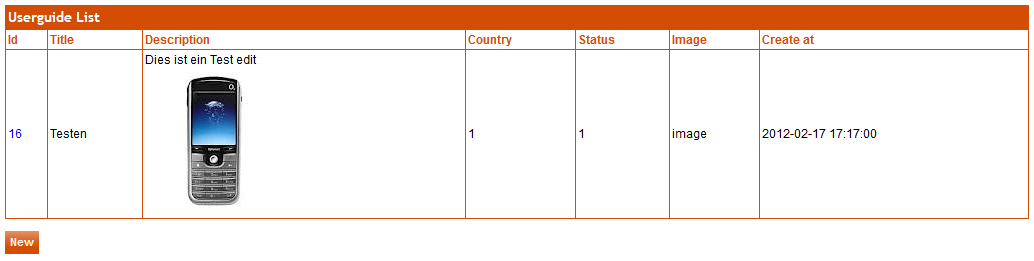 Userguide List
Id Title Description Country Status Image Create at
Dies ist ein Test edit
O2
16 Testen 1 1 image 2012-02-17 17:17:00
New